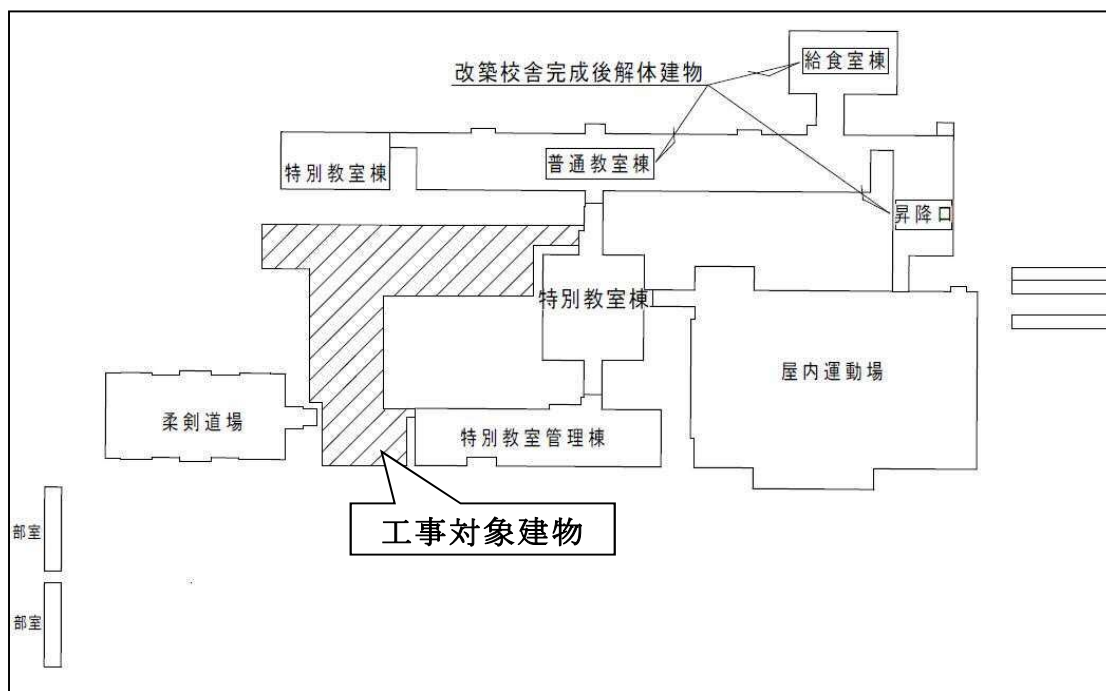 給食室棟
改築校舎完成後解体建物
普通教室棟
特別教室棟
昇降口
特別教室棟
屋内運動場
柔剣道場
特別教室管理棟
工事対象建物
部室
部室